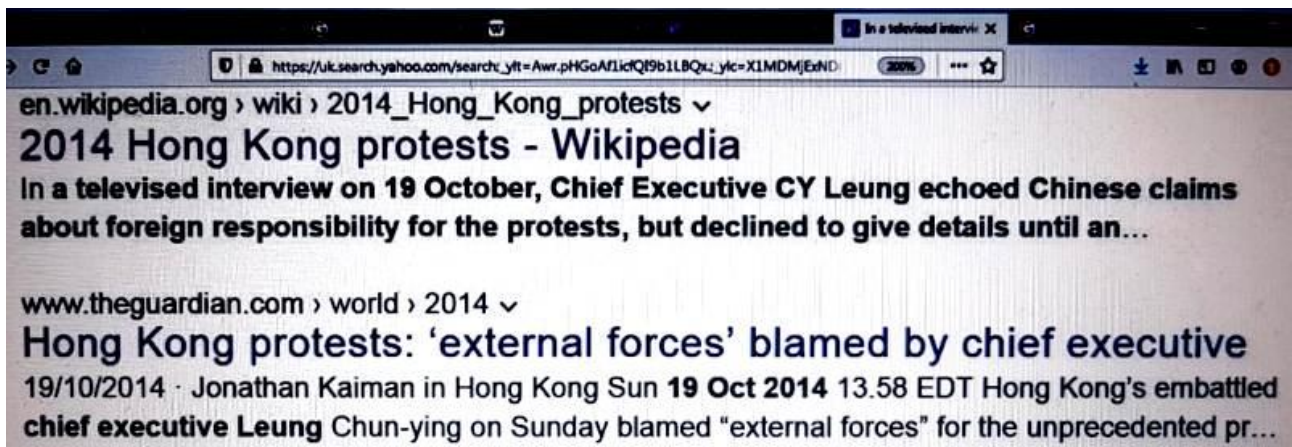 In a televised intervi
https://uk.search.yahoo.com/search;_ylt=Awr.pHGoAf1icfQI9b1LBQx.;_ylc=X1MDMjExND
200%
en.wikipedia.org › wiki › 2014_Hong_Kong_protests
2014 Hong Kong protests - Wikipedia
In a televised interview on 19 October, Chief Executive CY Leung echoed Chinese claims
about foreign responsibility for the protests, but declined to give details until an...
www.theguardian.com › world › 2014
Hong Kong protests: ‘external forces’ blamed by chief executive
19/10/2014 · Jonathan Kaiman in Hong Kong Sun 19 Oct 2014 13.58 EDT Hong Kong's embattled
chief executive Leung Chun-ying on Sunday blamed “external forces” for the unprecedented pr...